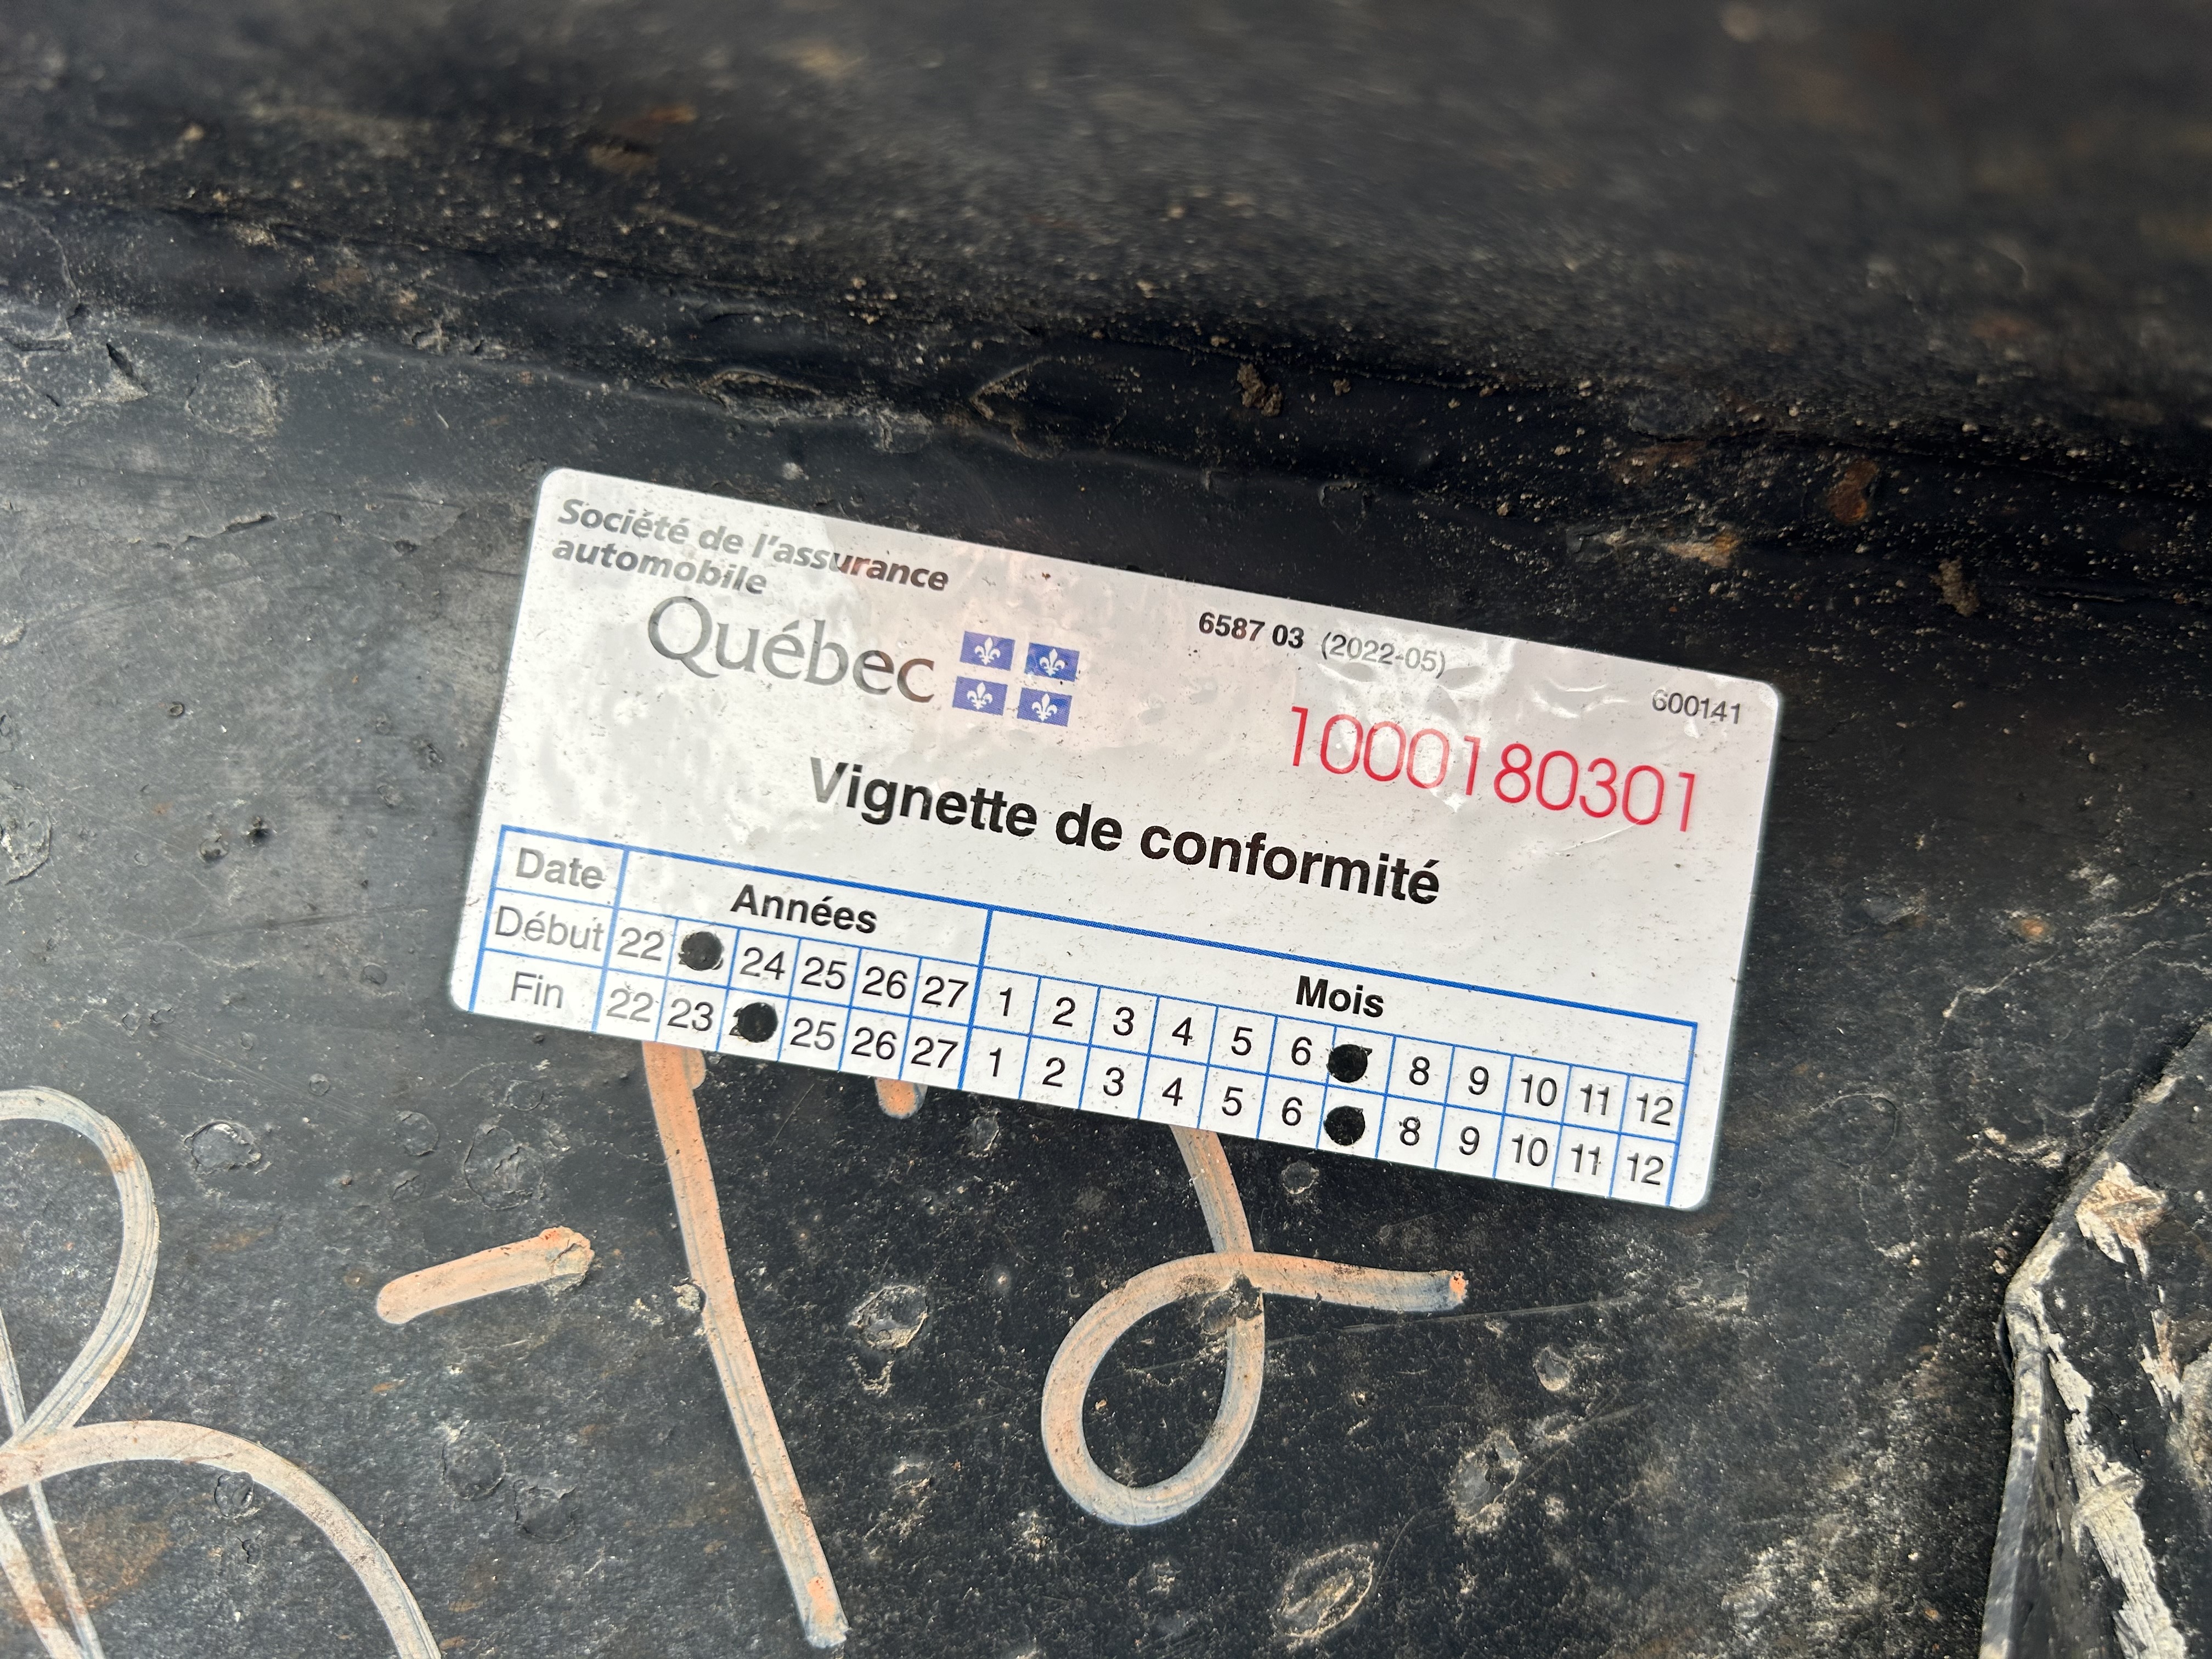 Société de l'assurance
automobile
Québec
6587 03 (2022-05)
600141
1000180301
Vignette de conformité
Date Années Mois
Début 22 24 25 26 27 1 2 3 4 5 6 8 9 10 11 12
Fin 22 23 25 26 27 1 2 3 4 5 6 8 9 10 11 12